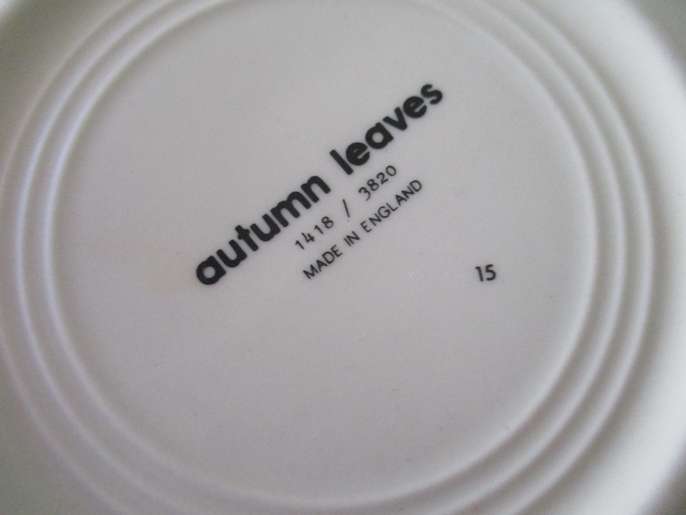 autumn leaves
1418 / 3820
MADE IN ENGLAND
15